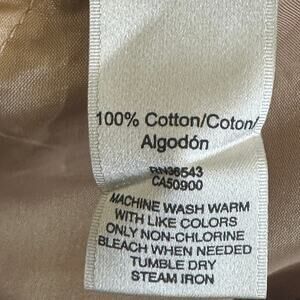 100% Cotton/Coton/
Algodón
RN36543
CA50900
MACHINE WASH WARM
WITH LIKE COLORS
ONLY NON-CHLORINE
BLEACH WHEN NEEDED
TUMBLE DRY
STEAM IRON